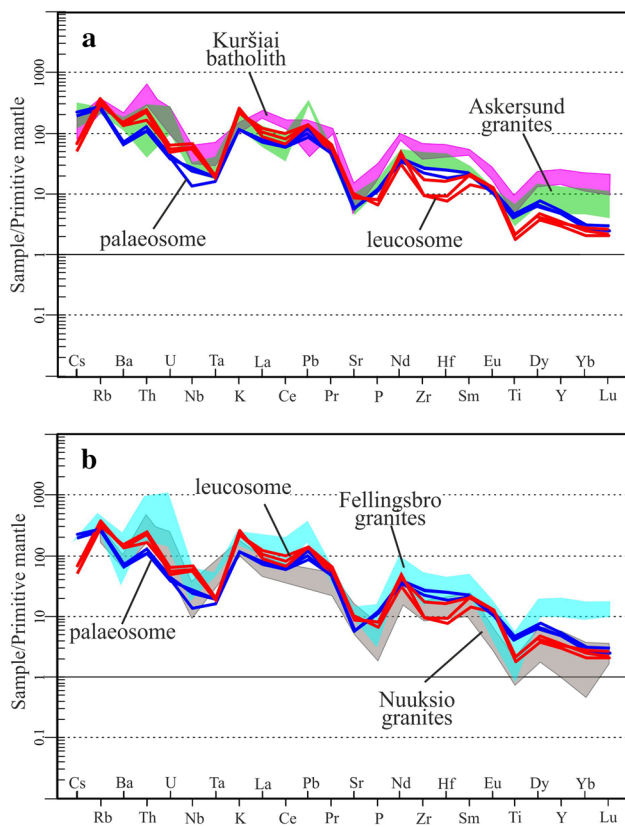 a
Kuršiai
batholith
Askersund
granites
palaeosome
leucosome
Sample/Primitive mantle
1000
100
10
1
0.1
Cs Ba U Ta La Pb Sr Nd Hf Eu Dy Yb
Rb Th Nb K Ce Pr P Zr Sm Ti Y Lu
b
leucosome
Fellingsbro
granites
palaeosome
Nuuksio
granites
Sample/Primitive mantle
1000
100
10
1
0.1
Cs Ba U Ta La Pb Sr Nd Hf Eu Dy Yb
Rb Th Nb K Ce Pr P Zr Sm Ti Y Lu